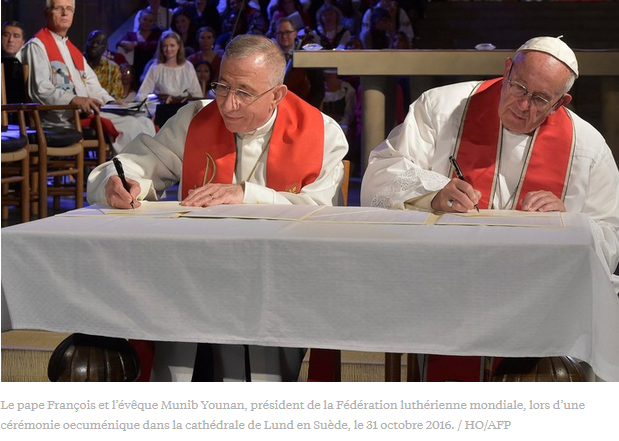 Le pape François et l’évêque Munib Younan, président de la Fédération luthérienne mondiale, lors d’une
cérémonie oecuménique dans la cathédrale de Lund en Suède, le 31 octobre 2016. / HO/AFP